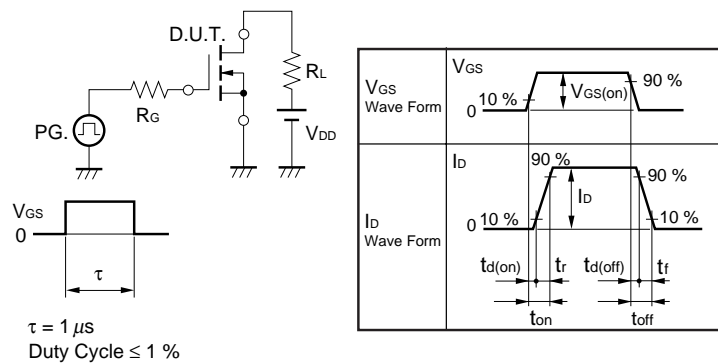 D.U.T.
RL
RG
PG.
VDD
VGS
0
τ
τ = 1 μs
Duty Cycle ≤ 1 %
VGS
Wave Form
VGS
10 %
0
VGS(on)
90 %
ID
Wave Form
ID
90 %
90 %
ID
0
10 %
10 %
td(on)
tr
td(off)
tf
ton
toff